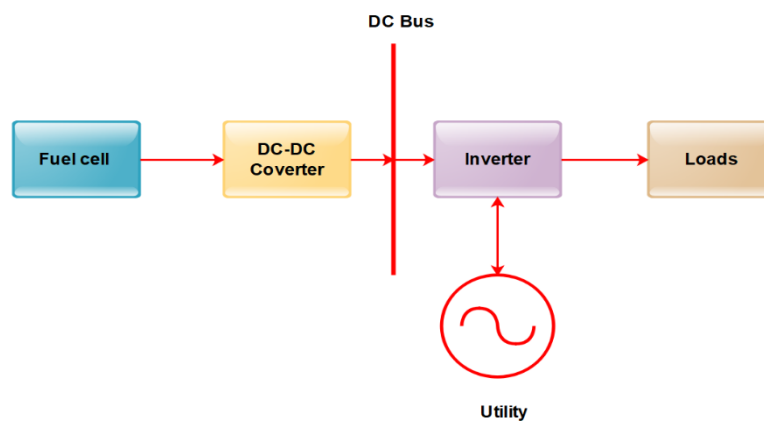 DC Bus
Fuel cell
DC-DC
Coverter
Inverter
Loads
Utility